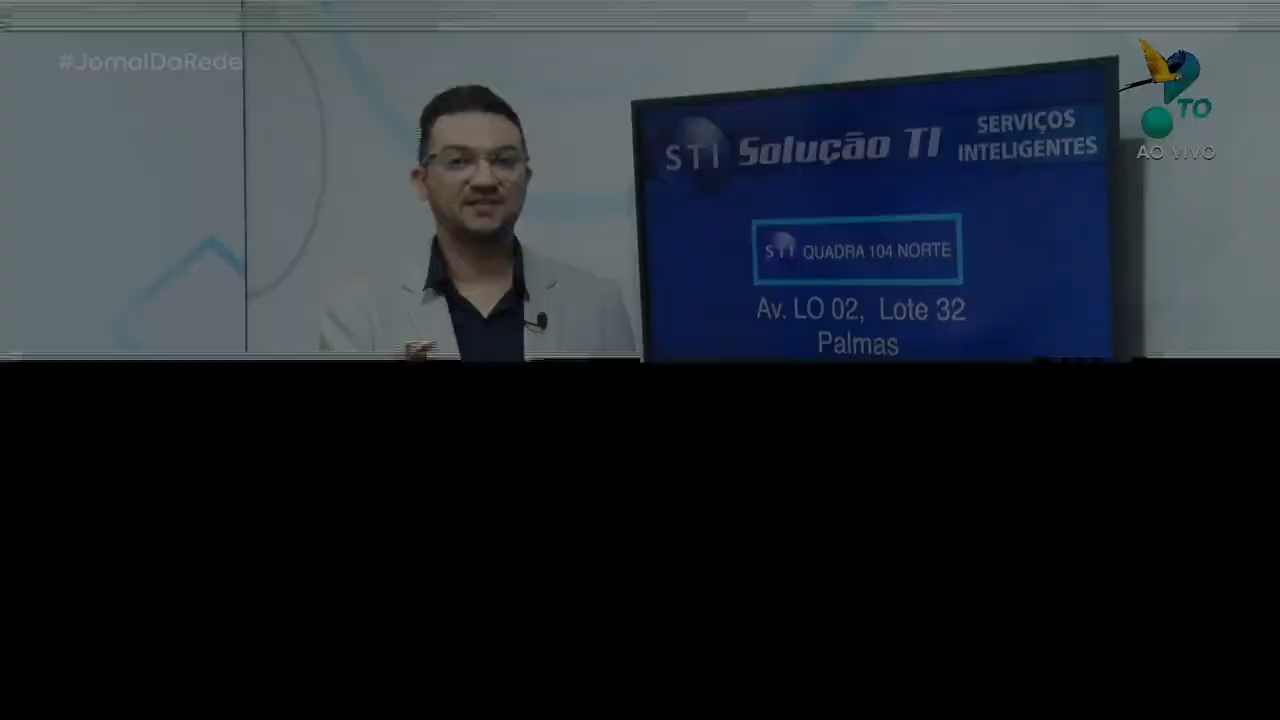 #JornalDaRede
TO
AO VIVO
STI Solução TI
SERVIÇOS
INTELIGENTES
STI QUADRA 104 NORTE
Av. LO 02, Lote 32
Palmas